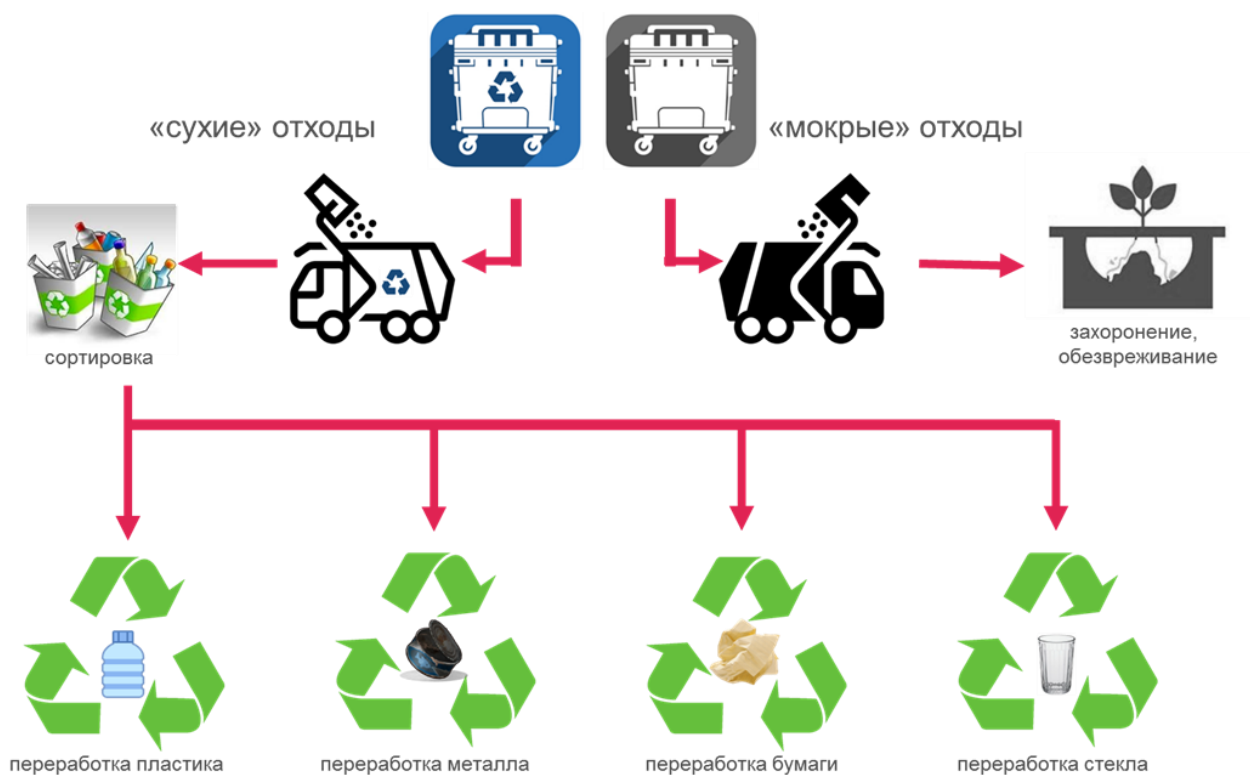 «сухие» отходы
«мокрые» отходы
сортировка
захоронение,
обезвреживание
переработка пластика
переработка металла
переработка бумаги
переработка стекла